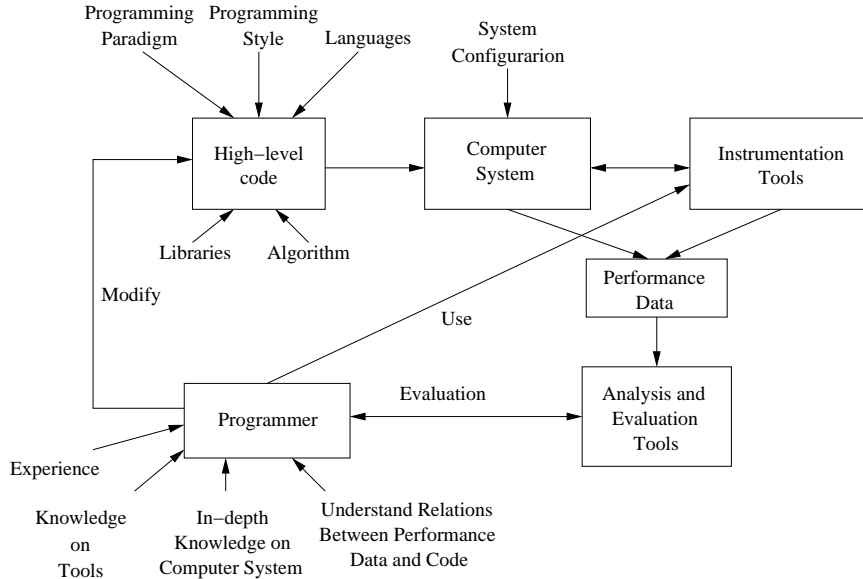 Programming
Paradigm
Programming
Style
Languages
System
Configurarion
High−level
code
Computer
System
Instrumentation
Tools
Libraries
Algorithm
Performance
Data
Modify
Use
Programmer
Evaluation
Analysis and
Evaluation
Tools
Experience
Knowledge
on
Tools
In−depth
Knowledge on
Computer System
Understand Relations
Between Performance
Data and Code